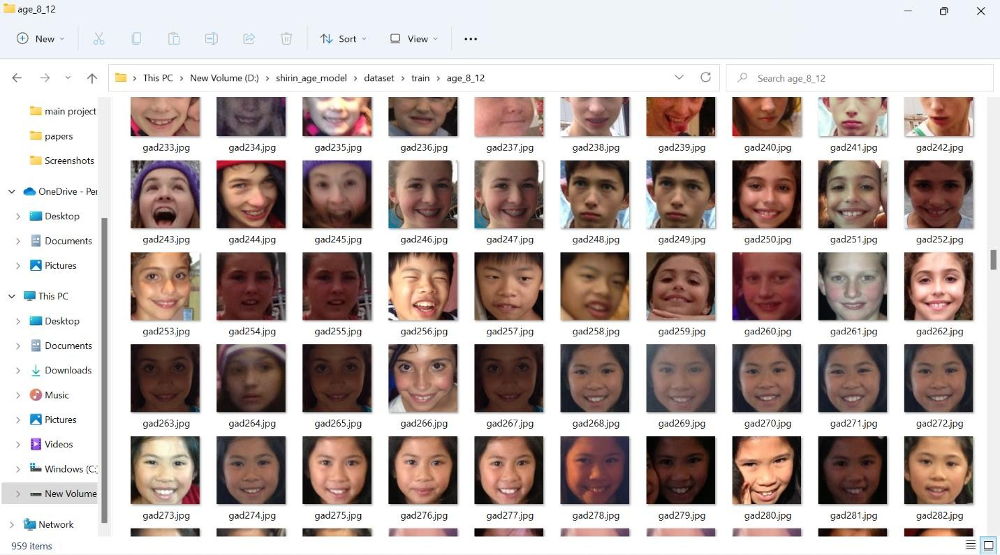 age_8_12
New Sort View
This PC New Volume (D:) shirin_age_model dataset train age_8_12 Search age_8_12
main project
papers
Screenshots
OneDrive - Per
Desktop
Documents
Pictures
This PC
Desktop
Documents
Downloads
Music
Pictures
Videos
Windows (C:)
New Volume
Network
gad233.jpg gad234.jpg gad235.jpg gad236.jpg gad237.jpg gad238.jpg gad239.jpg gad240.jpg gad241.jpg gad242.jpg
gad243.jpg gad244.jpg gad245.jpg gad246.jpg gad247.jpg gad248.jpg gad249.jpg gad250.jpg gad251.jpg gad252.jpg
gad253.jpg gad254.jpg gad255.jpg gad256.jpg gad257.jpg gad258.jpg gad259.jpg gad260.jpg gad261.jpg gad262.jpg
gad263.jpg gad264.jpg gad265.jpg gad266.jpg gad267.jpg gad268.jpg gad269.jpg gad270.jpg gad271.jpg gad272.jpg
gad273.jpg gad274.jpg gad275.jpg gad276.jpg gad277.jpg gad278.jpg gad279.jpg gad280.jpg gad281.jpg gad282.jpg
959 items